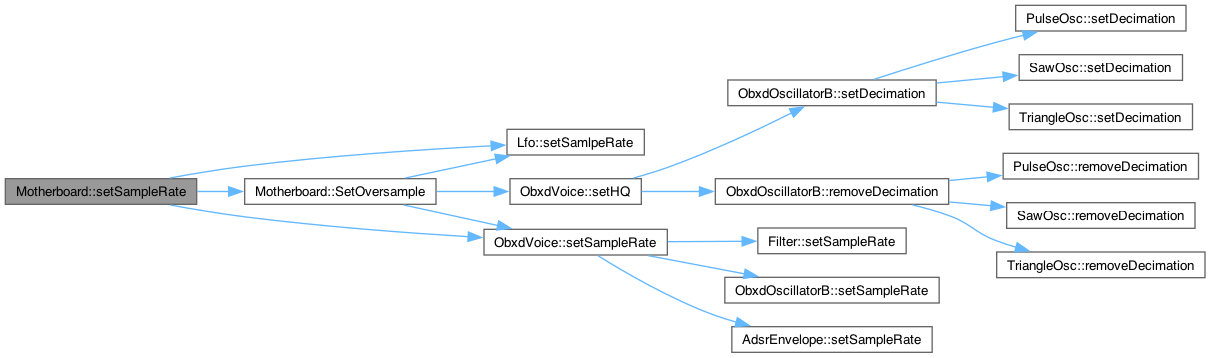 Motherboard::setSampleRate
Lfo::setSamlpeRate
Motherboard::SetOversample
ObxdVoice::setHQ
ObxdVoice::setSampleRate
ObxdOscillatorB::setDecimation
PulseOsc::setDecimation
SawOsc::setDecimation
TriangleOsc::setDecimation
ObxdOscillatorB::removeDecimation
PulseOsc::removeDecimation
SawOsc::removeDecimation
TriangleOsc::removeDecimation
Filter::setSampleRate
ObxdOscillatorB::setSampleRate
AdsrEnvelope::setSampleRate